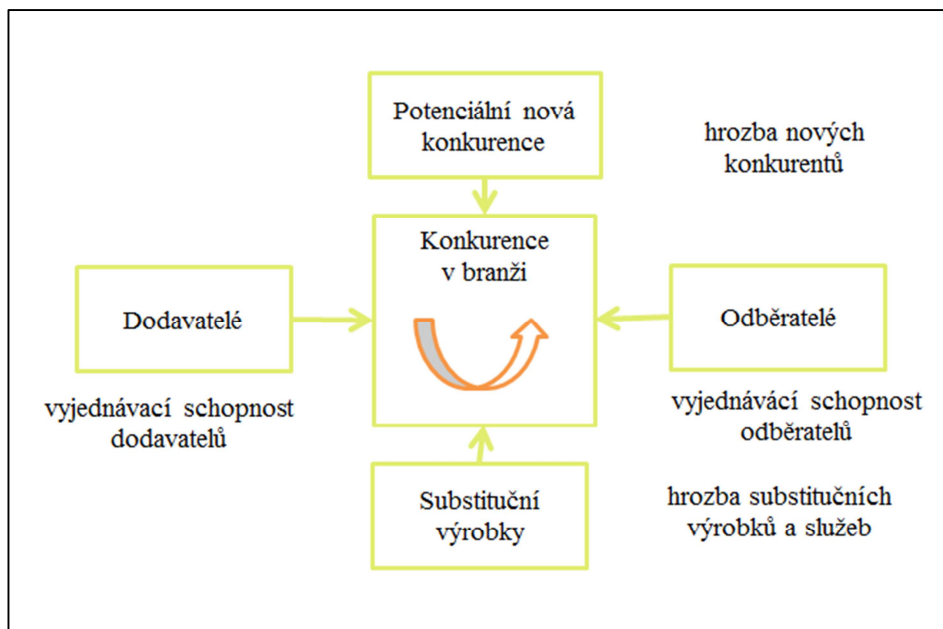 Potenciální nová
konkurence
hrozba nových
konkurentů
Konkurence
v branži
Dodavatelé
Odběratelé
vyjednávací schopnost
dodavatelů
vyjednávácí schopnost
odběratelů
Substituční
výrobky
hrozba substitučních
výrobků a služeb